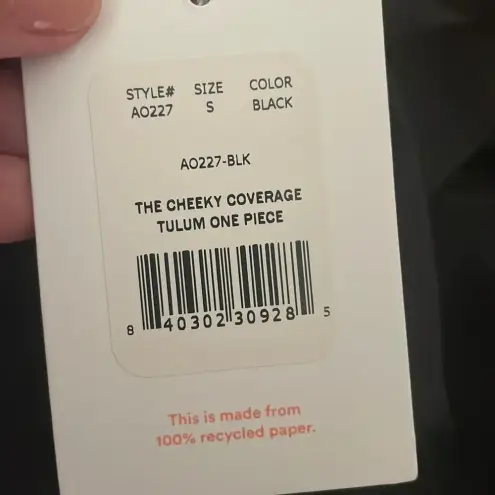 STYLE# SIZE COLOR
AO227 S BLACK
AO227-BLK
THE CHEEKY COVERAGE
TULUM ONE PIECE
8 40302 30928 5
This is made from
100% recycled paper.